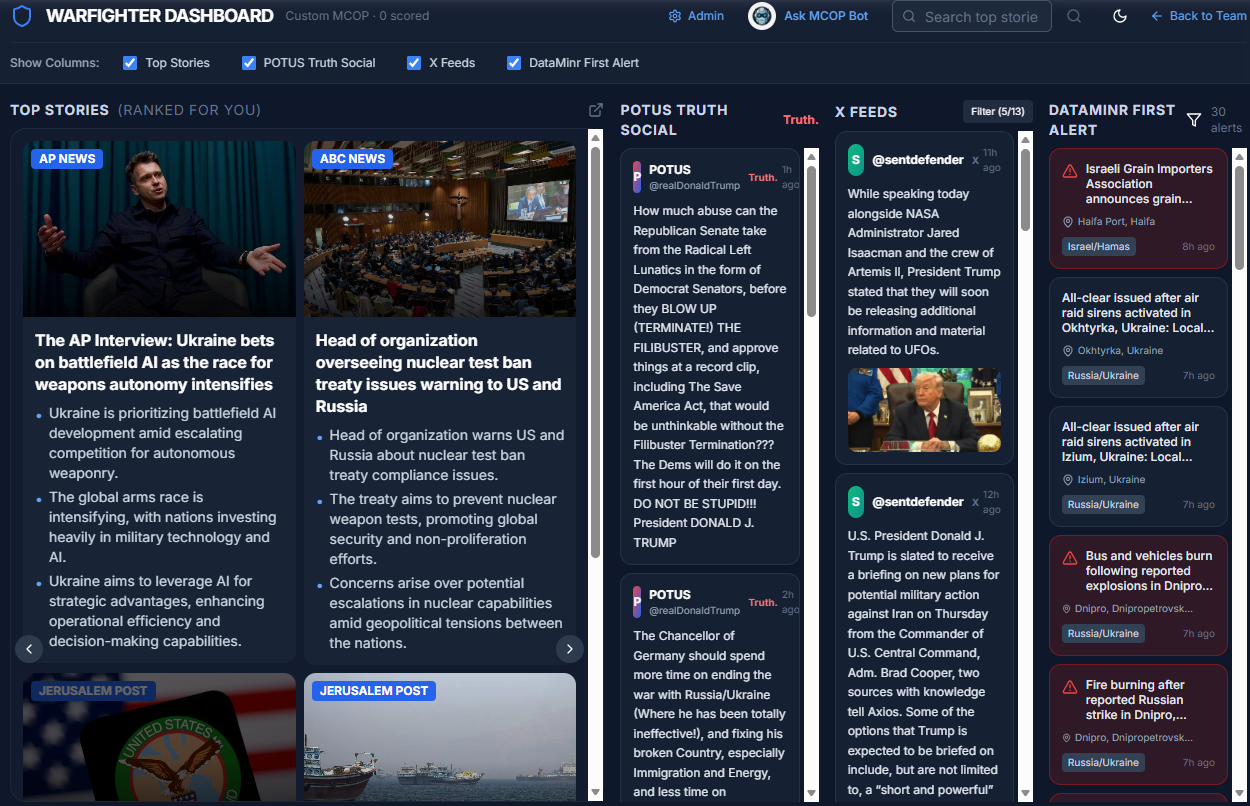 WARFIGHTER DASHBOARD
Custom MCOP · 0 scored
Admin
Ask MCOP Bot
Search top storie
Back to Team
Show Columns:
Top Stories
POTUS Truth Social
X Feeds
DataMinr First Alert
TOP STORIES (RANKED FOR YOU)
AP NEWS
The AP Interview: Ukraine bets
on battlefield AI as the race for
weapons autonomy intensifies
• Ukraine is prioritizing battlefield AI
development amid escalating
competition for autonomous
weaponry.
• The global arms race is
intensifying, with nations investing
heavily in military technology and
AI.
• Ukraine aims to leverage AI for
strategic advantages, enhancing
operational efficiency and
decision-making capabilities.
ABC NEWS
Head of organization
overseeing nuclear test ban
treaty issues warning to US and
Russia
• Head of organization warns US and
Russia about nuclear test ban
treaty compliance issues.
• The treaty aims to prevent nuclear
weapon tests, promoting global
security and non-proliferation
efforts.
• Concerns arise over potential
escalations in nuclear capabilities
amid geopolitical tensions between
the nations.
JERUSALEM POST
UNITED STATES
JERUSALEM POST
POTUS TRUTH
SOCIAL
Truth.
P
POTUS
@realDonaldTrump
Truth.
1h
ago
How much abuse can the
Republican Senate take
from the Radical Left
Lunatics in the form of
Democrat Senators, before
they BLOW UP
(TERMINATE!) THE
FILIBUSTER, and approve
things at a record clip,
including The Save
America Act, that would
be unthinkable without the
Filibuster Termination???
The Dems will do it on the
first hour of their first day.
DO NOT BE STUPID!!!
President DONALD J.
TRUMP
P
POTUS
@realDonaldTrump
Truth.
2h
ago
The Chancellor of
Germany should spend
more time on ending the
war with Russia/Ukraine
(Where he has been totally
ineffective!), and fixing his
broken Country, especially
Immigration and Energy,
and less time on
X FEEDS
Filter (5/13)
S
@sentdefender
X
11h
ago
While speaking today
alongside NASA
Administrator Jared
Isaacman and the crew of
Artemis II, President Trump
stated that they will soon
be releasing additional
information and material
related to UFOs.
S
@sentdefender
X
12h
ago
U.S. President Donald J.
Trump is slated to receive
a briefing on new plans for
potential military action
against Iran on Thursday
from the Commander of
U.S. Central Command,
Adm. Brad Cooper, two
sources with knowledge
tell Axios. Some of the
options that Trump is
expected to be briefed on
include, but are not limited
to, a “short and powerful”
DATAMINR FIRST
ALERT
30
alerts
Israeli Grain Importers
Association
announces grain...
Haifa Port, Haifa
Israel/Hamas
8h ago
All-clear issued after air
raid sirens activated in
Okhtyrka, Ukraine: Local...
Okhtyrka, Ukraine
Russia/Ukraine
7h ago
All-clear issued after air
raid sirens activated in
Izium, Ukraine: Local...
Izium, Ukraine
Russia/Ukraine
7h ago
Bus and vehicles burn
following reported
explosions in Dnipro...
Dnipro, Dnipropetrovsk...
Russia/Ukraine
7h ago
Fire burning after
reported Russian
strike in Dnipro,...
Dnipro, Dnipropetrovsk...
Russia/Ukraine
7h ago